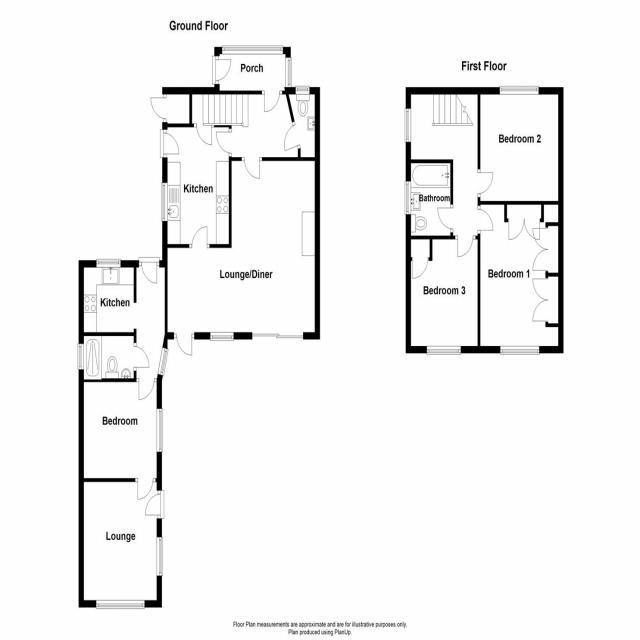 Ground Floor
Porch
First Floor
Bedroom 2
Kitchen
Bathroom
Lounge/Diner
Bedroom 1
Bedroom 3
Kitchen
Bedroom
Lounge
Floor Plan measurements are approximate and are for illustrative purposes only.
Plan produced using PlanUp.